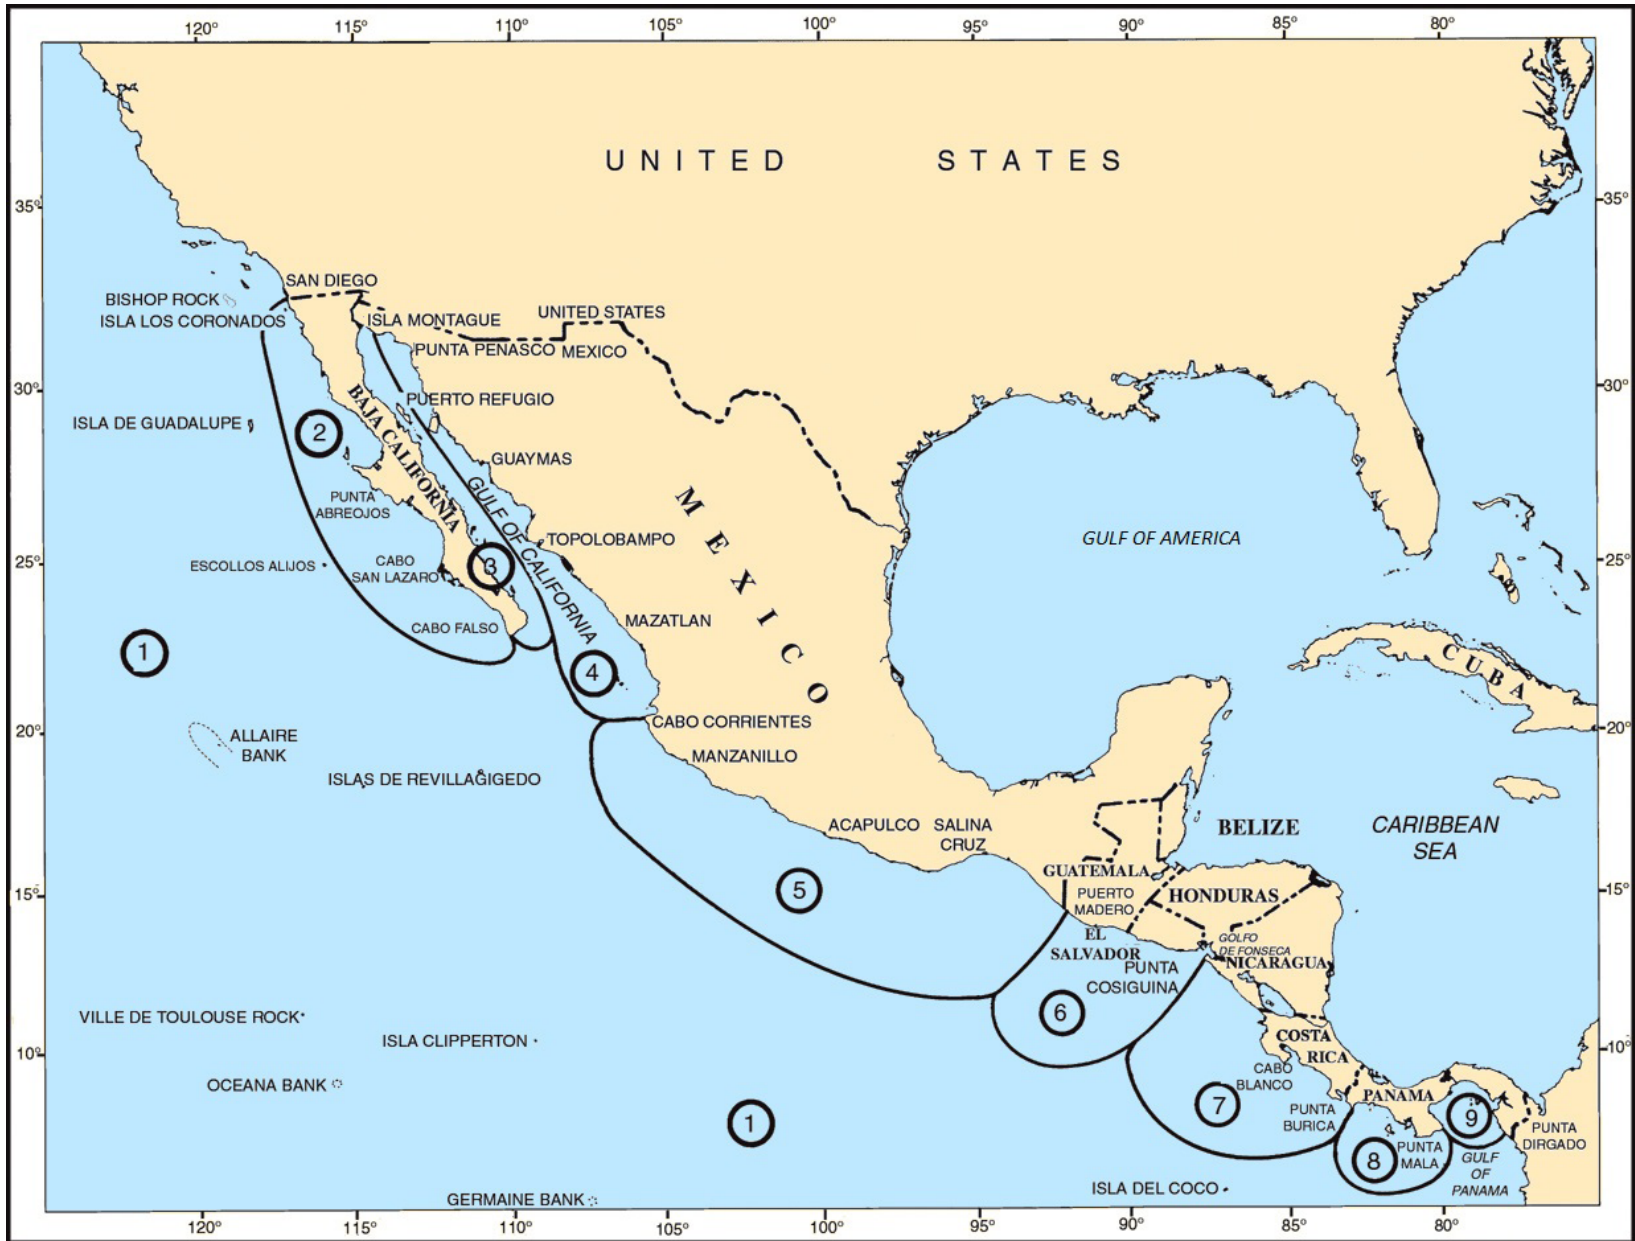 120°
115°
110°
105°
100°
95°
90°
85°
80°
UNITED STATES
35°
35°
SAN DIEGO
BISHOP ROCK
ISLA LOS CORONADOS
ISLA MONTAGUE
UNITED STATES
PUNTA PENASCO
MEXICO
30°
30°
PUERTO REFUGIO
ISLA DE GUADALUPE
2
BAJA CALIFORNIA
GUAYMAS
GULF OF CALIFORNIA
MEXICO
PUNTA
ABREOJOS
GULF OF AMERICA
TOPOLOBAMPO
25°
25°
ESCOLLOS ALIJOS
CABO
SAN LAZARO
3
CABO FALSO
MAZATLAN
1
4
CUBA
20°
20°
CABO CORRIENTES
ALLAIRE
BANK
MANZANILLO
ISLAS DE REVILLAGIGEDO
ACAPULCO
SALINA
CRUZ
BELIZE
CARIBBEAN
SEA
GUATEMALA
15°
15°
5
PUERTO
MADERO
HONDURAS
EL
SALVADOR
GOLFO
DE FONSECA
NICARAGUA
PUNTA
COSIGUINA
VILLE DE TOULOUSE ROCK
6
ISLA CLIPPERTON
COSTA
RICA
10°
10°
OCEANA BANK
CABO
BLANCO
PANAMA
7
PUNTA
BURICA
9
1
PUNTA
DIRGADO
8
PUNTA
MALA
GULF
OF
PANAMA
ISLA DEL COCO
GERMAINE BANK
120°
115°
110°
105°
100°
95°
90°
85°
80°